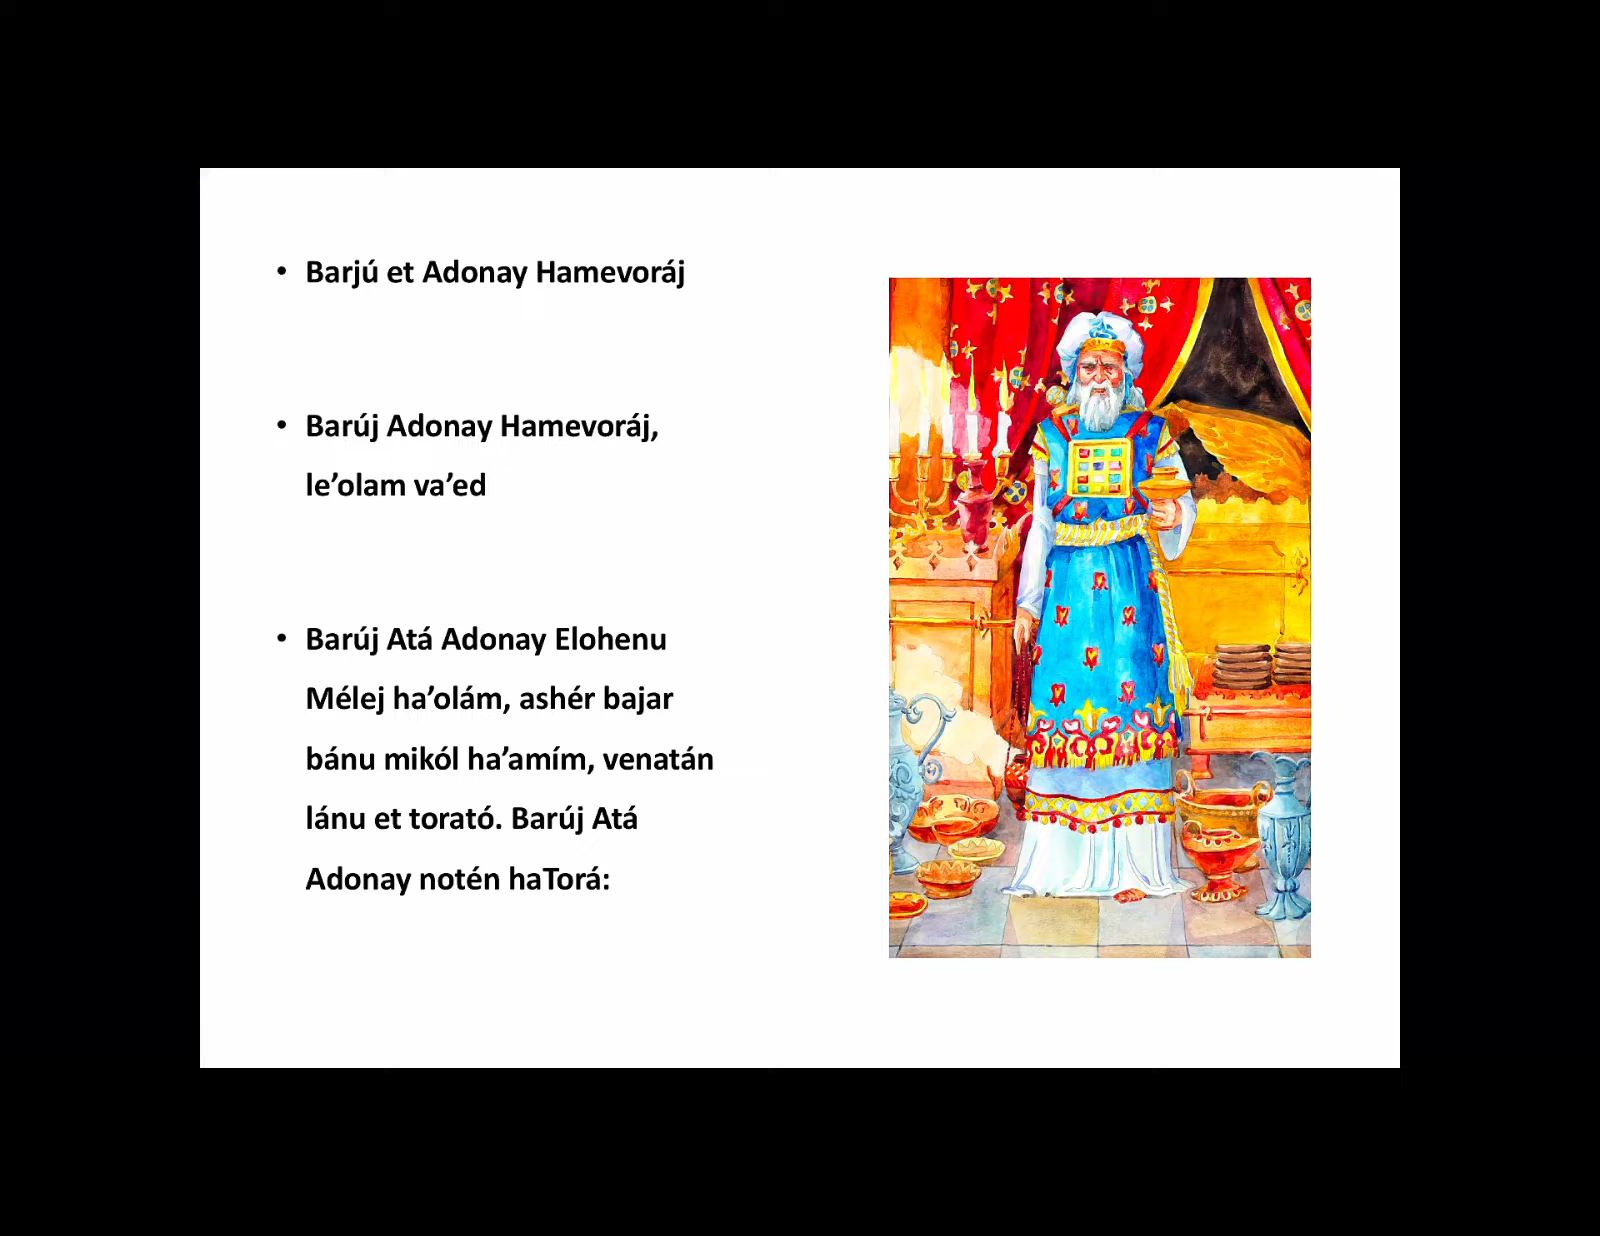 • Barjú et Adonay Hamevoráj
• Barúj Adonay Hamevoráj,
le’olam va’ed
• Barúj Atá Adonay Elohenu
Mélej ha’olám, ashér bajar
bánu mikól ha’amím, venatán
lánu et torató. Barúj Atá
Adonay notén haTorá: